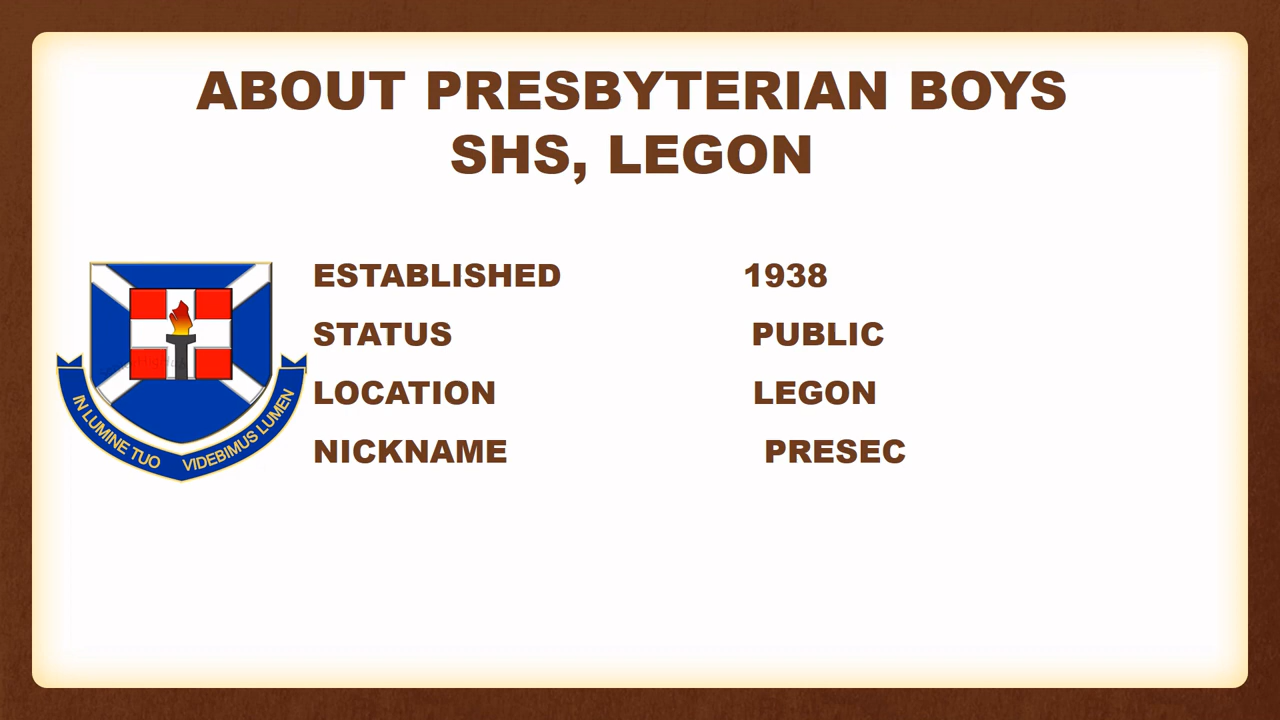 ABOUT PRESBYTERIAN BOYS
SHS, LEGON
ESTABLISHED 1938
STATUS PUBLIC
LOCATION LEGON
NICKNAME PRESEC
IN LUMINE TUO VIDEBIMUS LUMEN